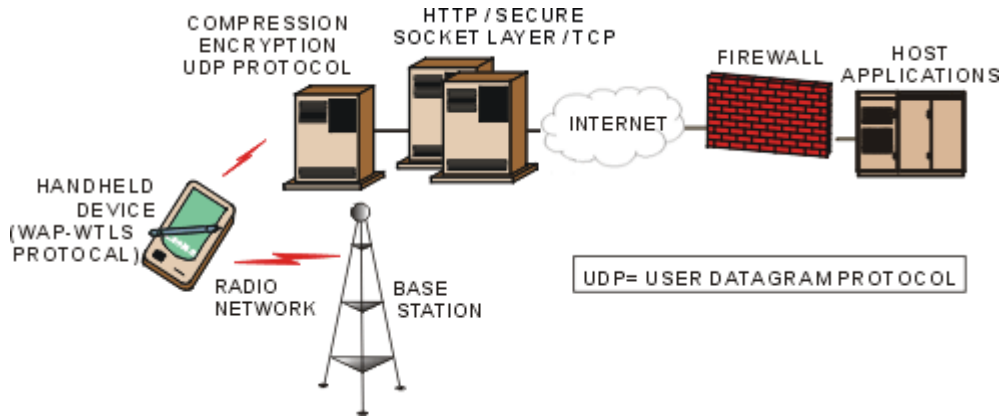 COMPRESSION
ENCRYPTION
UDP PROTOCOL
HTTP / SECURE
SOCKET LAYER / TCP
INTERNET
FIREWALL
HOST
APPLICATIONS
HANDHELD
DEVICE
(WAP-WTLS
PROTOCAL)
RADIO
NETWORK
BASE
STATION
UDP= USER DATAGRAM PROTOCOL